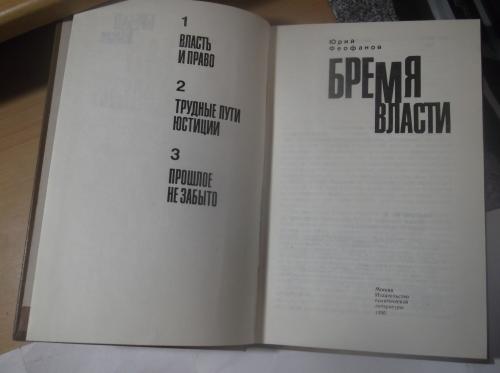 1
ВЛАСТЬ
И ПРАВО
2
ТРУДНЫЕ ПУТИ
ЮСТИЦИИ
3
ПРОШЛОЕ
НЕ ЗАБЫТО
Юрий
Феофанов
БРЕМЯ
ВЛАСТИ
Москва
Издательство
политической
литературы
1990